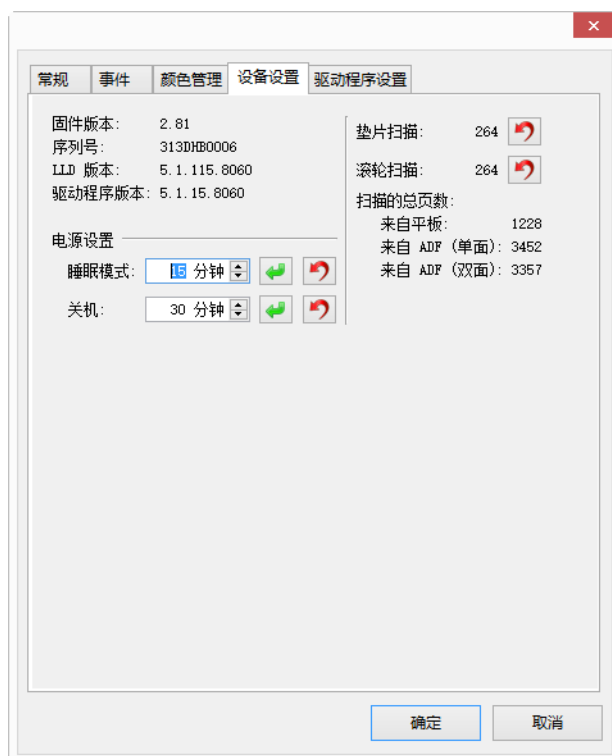 常规 事件 颜色管理 设备设置 驱动程序设置
固件版本: 2.81
序列号: 313DHB0006
LLD 版本: 5.1.115.8060
驱动程序版本: 5.1.15.8060
电源设置
睡眠模式: 15 分钟
关机: 30 分钟
垫片扫描: 264
滚轮扫描: 264
扫描的总页数:
来自平板: 1228
来自 ADF (单面): 3452
来自 ADF (双面): 3357
确定 取消